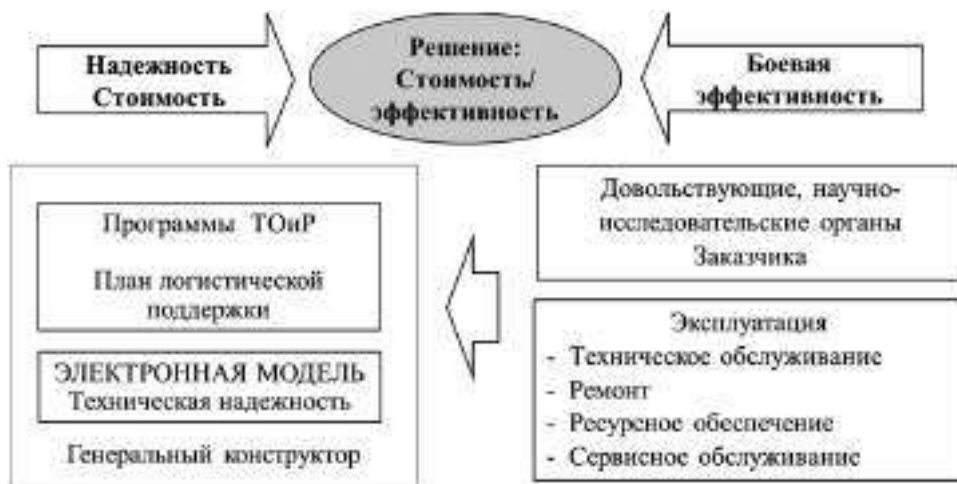 Надежность
Стоимость
Решение:
Стоимость/
эффективность
Боевая
эффективность
Программы ТОиР
План логистической
поддержки
ЭЛЕКТРОННАЯ МОДЕЛЬ
Техническая надежность
Генеральный конструктор
Довольствующие, научно-
исследовательские органы
Заказчика
Эксплуатация
- Техническое обслуживание
- Ремонт
- Ресурсное обеспечение
- Сервисное обслуживание